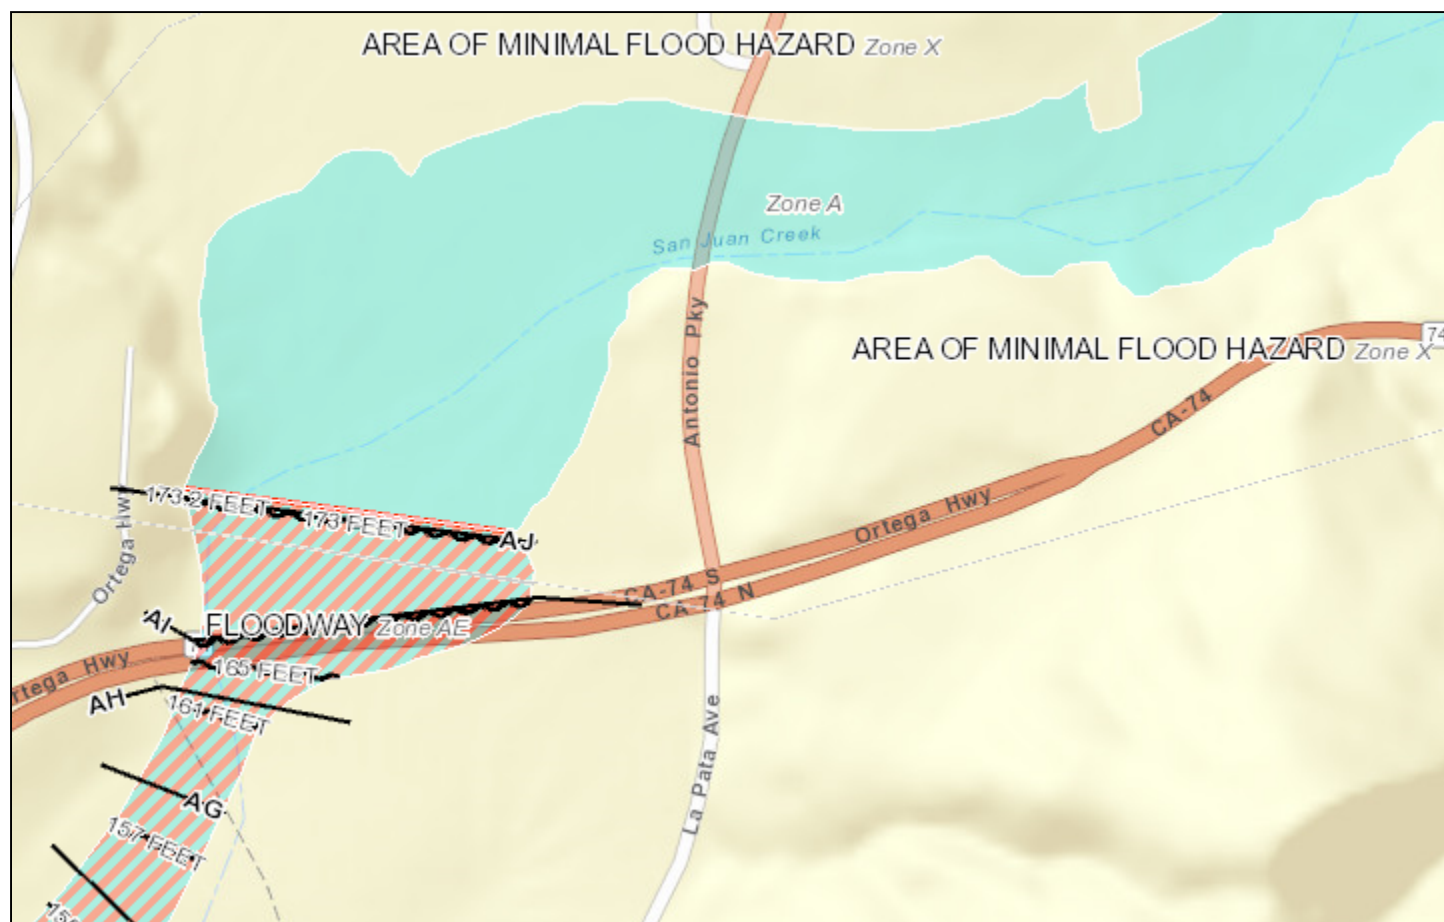 AREA OF MINIMAL FLOOD HAZARD Zone X
Zone A
San Juan Creek
Antonio Pky
AREA OF MINIMAL FLOOD HAZARD Zone X
74
CA-74
Ortega Hwy
173.2 FEET
173 FEET
AJ
Ortega Hwy
CA-74 S
CA 74 N
AI
FLOODWAY Zone AE
rtega Hwy
165 FEET
AH
161 FEET
La Pata Ave
AG
157 FEET